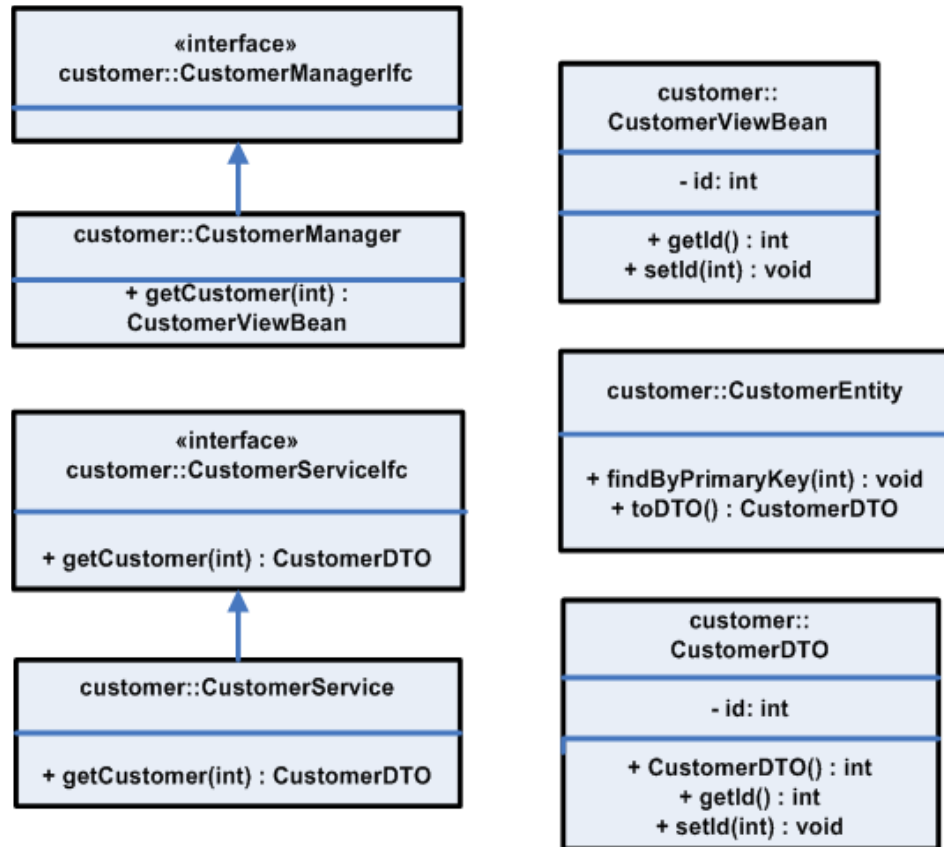 «interface»
customer::CustomerManagerIfc
customer::CustomerManager
+ getCustomer(int) :
CustomerViewBean
«interface»
customer::CustomerServiceIfc
+ getCustomer(int) : CustomerDTO
customer::CustomerService
+ getCustomer(int) : CustomerDTO
customer::
CustomerViewBean
- id: int
+ getId() : int
+ setId(int) : void
customer::CustomerEntity
+ findByPrimaryKey(int) : void
+ toDTO() : CustomerDTO
customer::
CustomerDTO
- id: int
+ CustomerDTO() : int
+ getId() : int
+ setId(int) : void